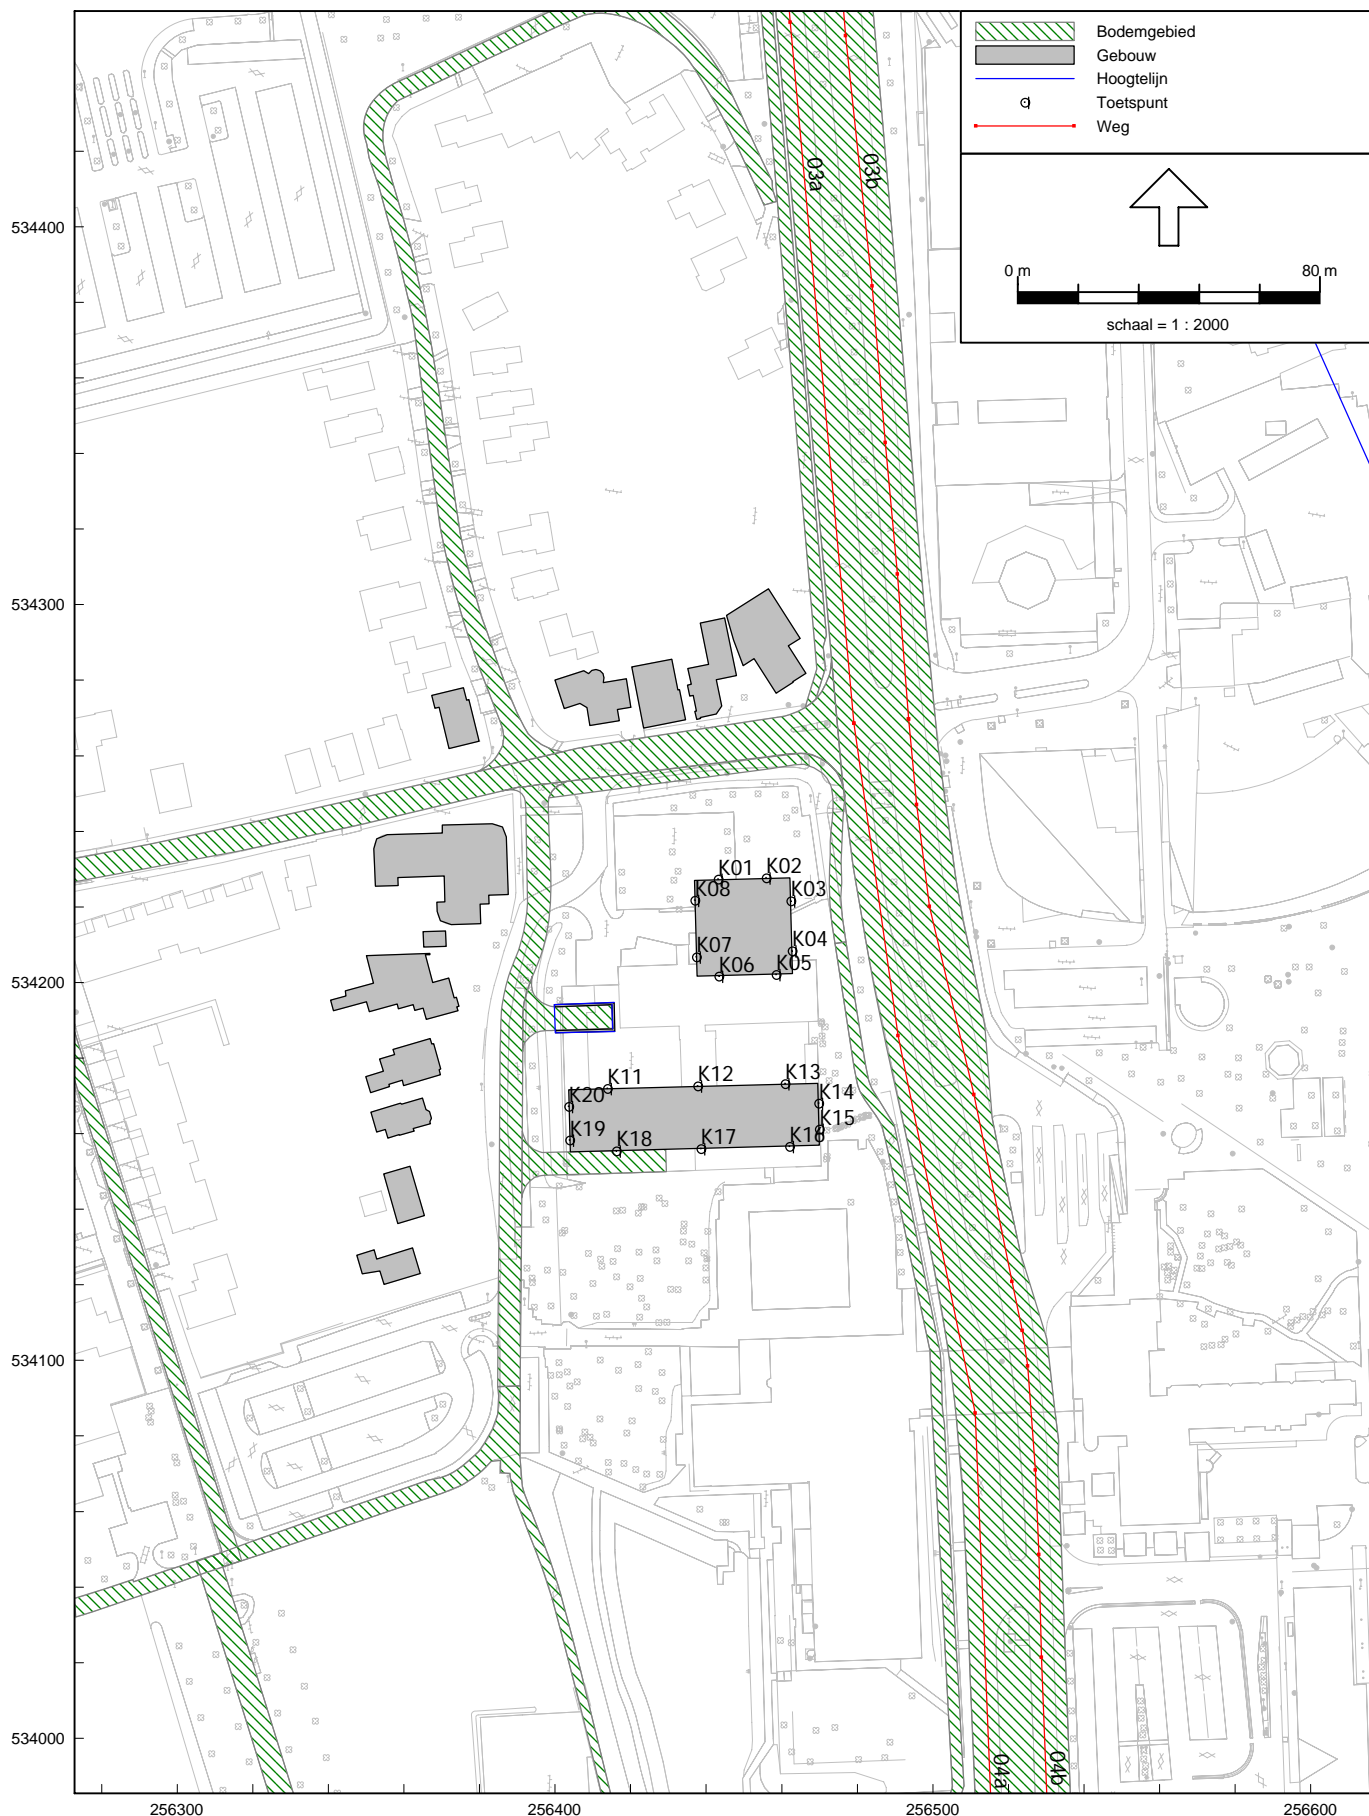 Bodemgebied
Gebouw
Hoogtelijn
Toetspunt
Weg
0 m
80 m
schaal = 1 : 2000
03a
03b
534400
534300
534200
534100
534000
K01
K02
K08
K03
K07
K04
K06
K05
K11
K12
K13
K20
K14
K19
K15
K18
K17
K16
04a
04b
256300
256400
256500
256600